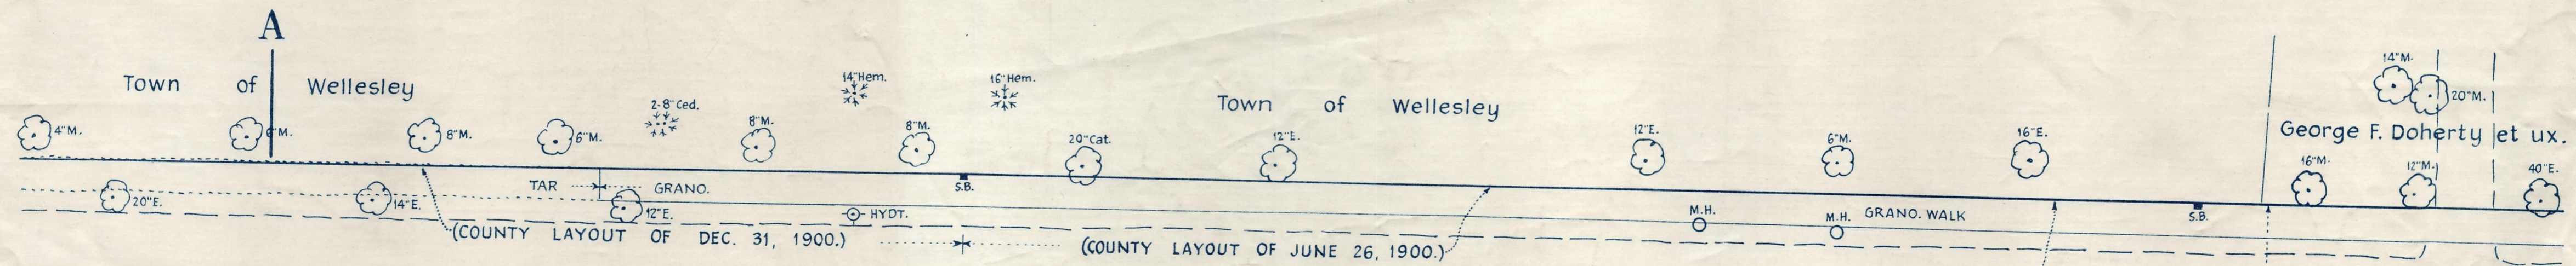 A
Town of Wellesley
Town of Wellesley
George F. Doherty et ux.
4"M.
6"M.
8"M.
6"M.
2-8"Ced.
8"M.
14"Hem.
8"M.
16"Hem.
20"Cat.
12"E.
12"E.
6"M.
16"E.
14"M.
20"M.
16"M.
12"M.
40"E.
20"E.
14"E.
TAR
GRANO.
12"E.
HYDT.
S.B.
M.H.
M.H.
GRANO. WALK
S.B.
(COUNTY LAYOUT OF DEC. 31, 1900.)
(COUNTY LAYOUT OF JUNE 26, 1900.)